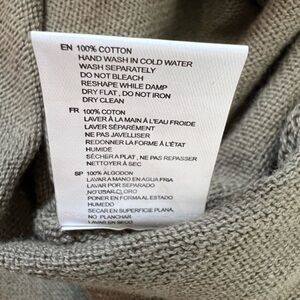 EN 100% COTTON
HAND WASH IN COLD WATER
WASH SEPARATELY
DO NOT BLEACH
RESHAPE WHILE DAMP
DRY FLAT , DO NOT IRON
DRY CLEAN
FR 100% COTON
LAVER À LA MAIN À L'EAU FROIDE
LAVER SÉPARÉMENT
NE PAS JAVELLISER
REDONNER LA FORME À L'ÉTAT
HUMIDE
SÉCHER A PLAT , NE PAS REPASSER
NETTOYER À SEC
SP 100% ALGODON
LAVAR A MANO EN AGUA FRIA
LAVAR POR SEPARADO
NO USAR CLORO
PONER EN FORMA AL ESTADO
HUMEDO
SECAR EN SUPERFICIE PLANA,
NO PLANCHAR
LAVAR EN SECO